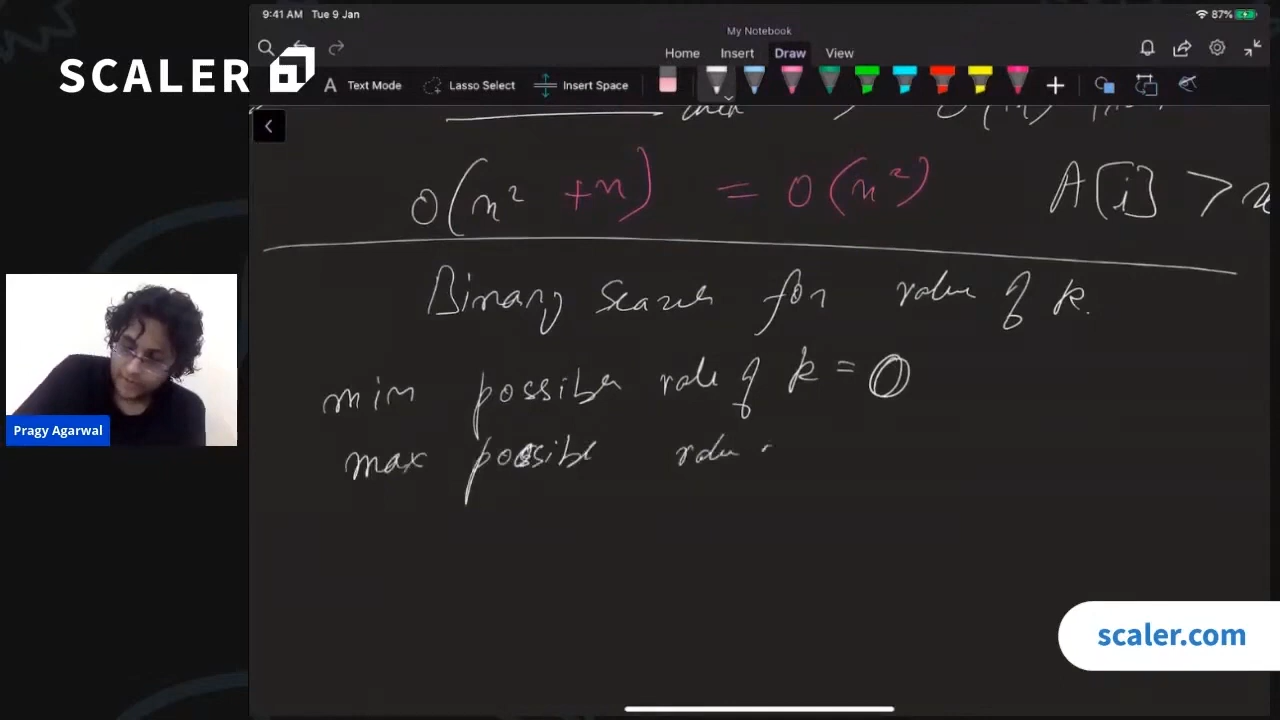 9:41 AM Tue 9 Jan
87%
My Notebook
SCALER
Home Insert Draw View
Text Mode Lasso Select Insert Space
O(n² + n) = O(n²) A[i] > n
Binary Search for value of k.
min possible value of k = 0
max possible value
Pragy Agarwal
scaler.com